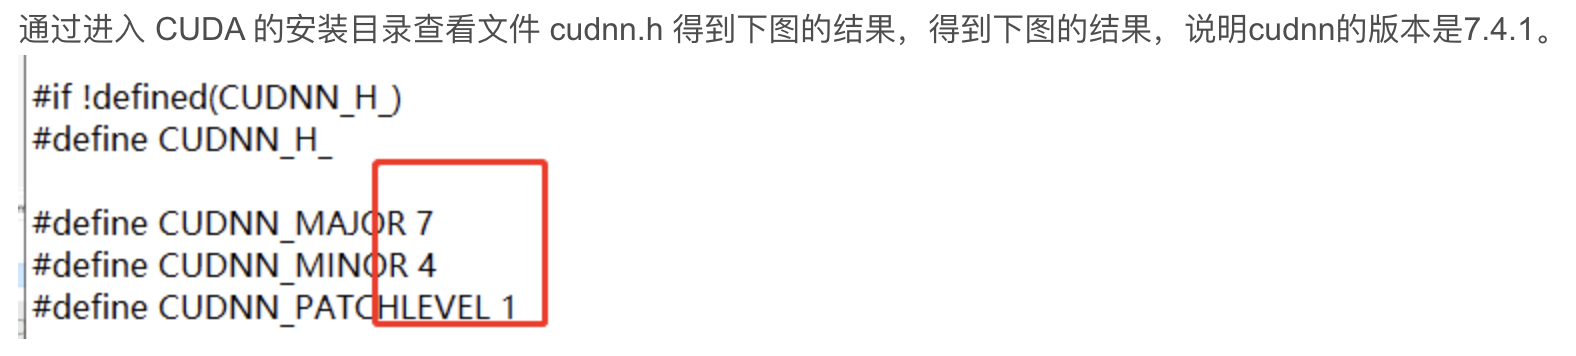 通过进入 CUDA 的安装目录查看文件 cudnn.h 得到下图的结果，得到下图的结果，说明cudnn的版本是7.4.1。
#if !defined(CUDNN_H_)
#define CUDNN_H_
#define CUDNN_MAJOR 7
#define CUDNN_MINOR 4
#define CUDNN_PATCHLEVEL 1